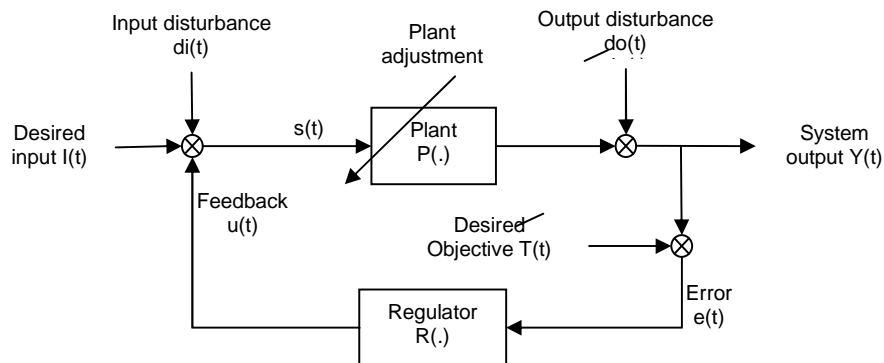 Input disturbance
di(t)
Plant
adjustment
Output disturbance
do(t)
Desired
input I(t)
s(t)
Plant
P(.)
System
output Y(t)
Feedback
u(t)
Desired
Objective T(t)
Error
e(t)
Regulator
R(.)